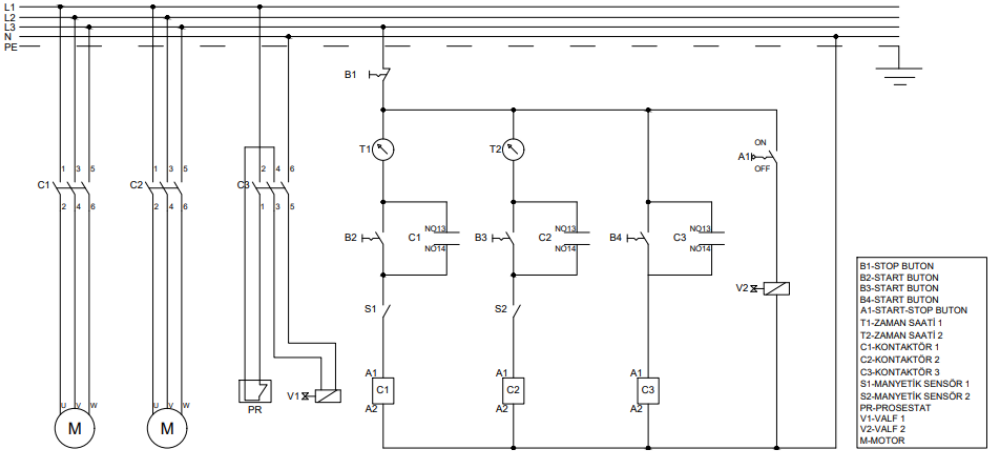 L1
L2
L3
N
PE
B1
ON
A1
OFF
T1
T2
1 3 5
1 3 5
2 4 6
C1
C2
C3
2 4 6
2 4 6
1 3 5
B2
C1
NO13
NO14
B3
C2
NO13
NO14
B4
C3
NO13
NO14
S1
S2
V2
A1
C1
A2
A1
C2
A2
A1
C3
A2
PR
V1
U V W
M
U V W
M
B1-STOP BUTON
B2-START BUTON
B3-START BUTON
B4-START BUTON
A1-START-STOP BUTON
T1-ZAMAN SAATİ 1
T2-ZAMAN SAATİ 2
C1-KONTAKTÖR 1
C2-KONTAKTÖR 2
C3-KONTAKTÖR 3
S1-MANYETİK SENSÖR 1
S2-MANYETİK SENSÖR 2
PR-PROSESTAT
V1-VALF 1
V2-VALF 2
M-MOTOR